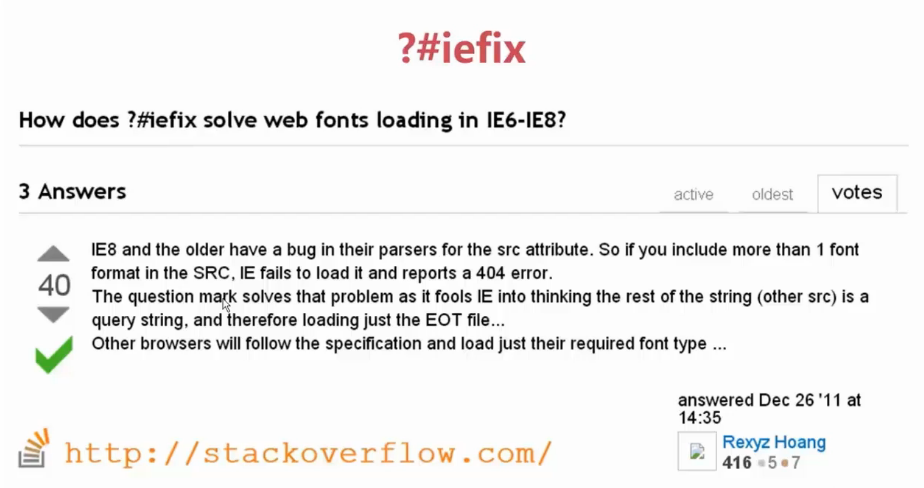 ?#iefix
How does ?#iefix solve web fonts loading in IE6-IE8?
3 Answers
active oldest votes
IE8 and the older have a bug in their parsers for the src attribute. So if you include more than 1 font
format in the SRC, IE fails to load it and reports a 404 error.
40
The question mark solves that problem as it fools IE into thinking the rest of the string (other src) is a
query string, and therefore loading just the EOT file...
Other browsers will follow the specification and load just their required font type ...
answered Dec 26 '11 at
14:35
Rexyz Hoang
416 5 7
http://stackoverflow.com/